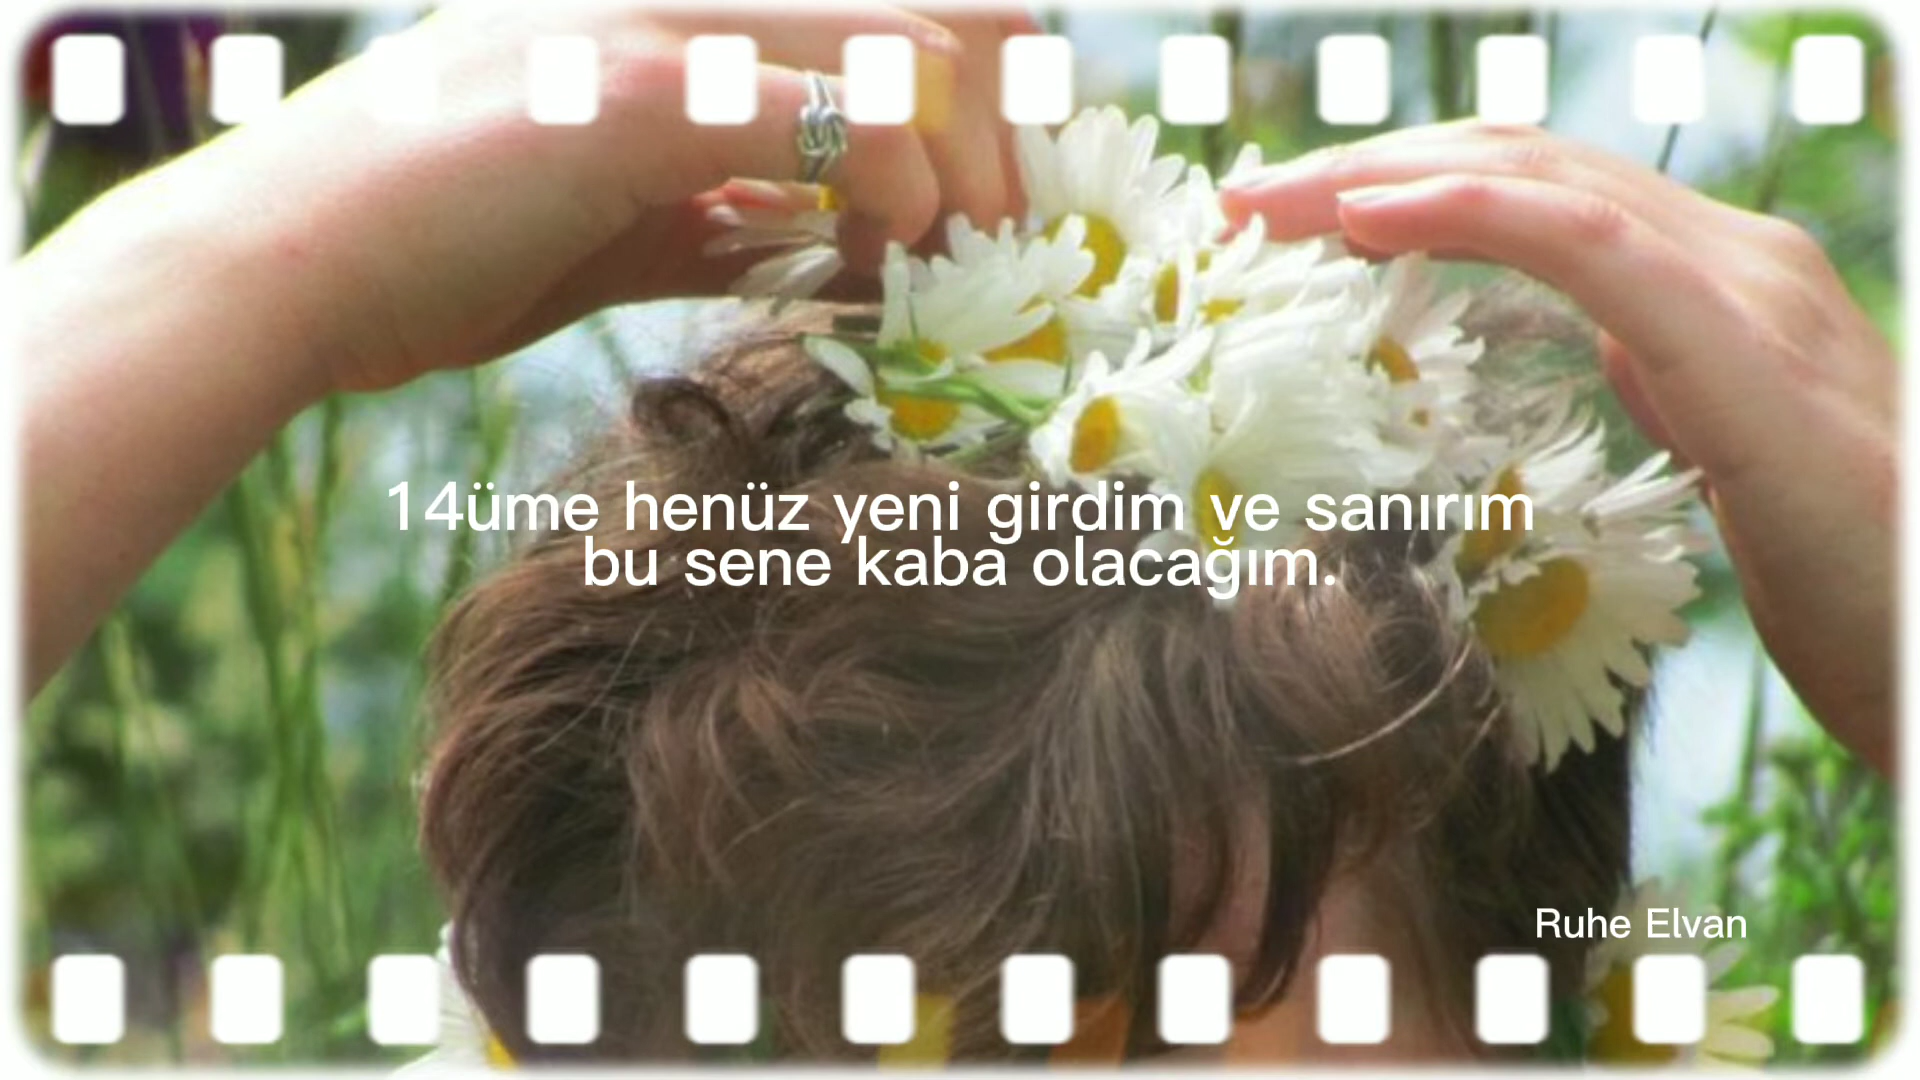 14üme henüz yeni girdim ve sanırım
bu sene kaba olacağım.
Ruhe Elvan